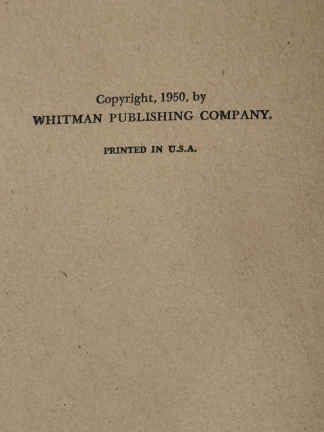 Copyright, 1950, by
WHITMAN PUBLISHING COMPANY.
PRINTED IN U.S.A.